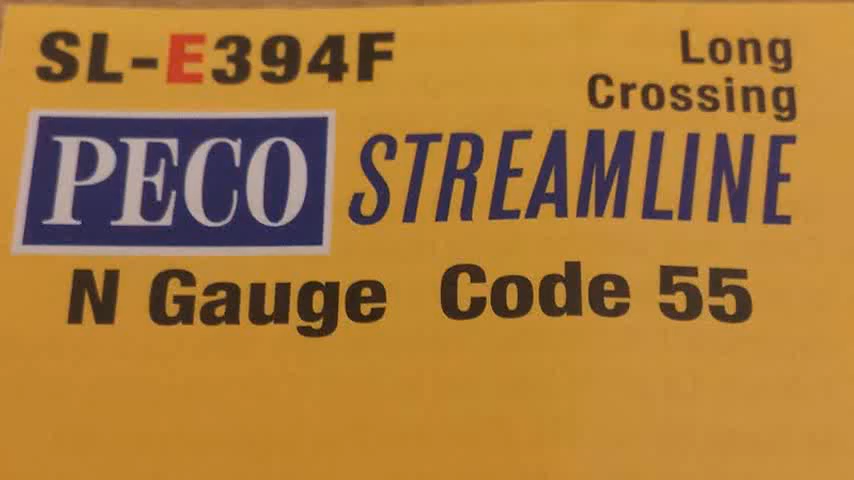 SL-E394F
Long
Crossing
PECO STREAMLINE
N Gauge Code 55